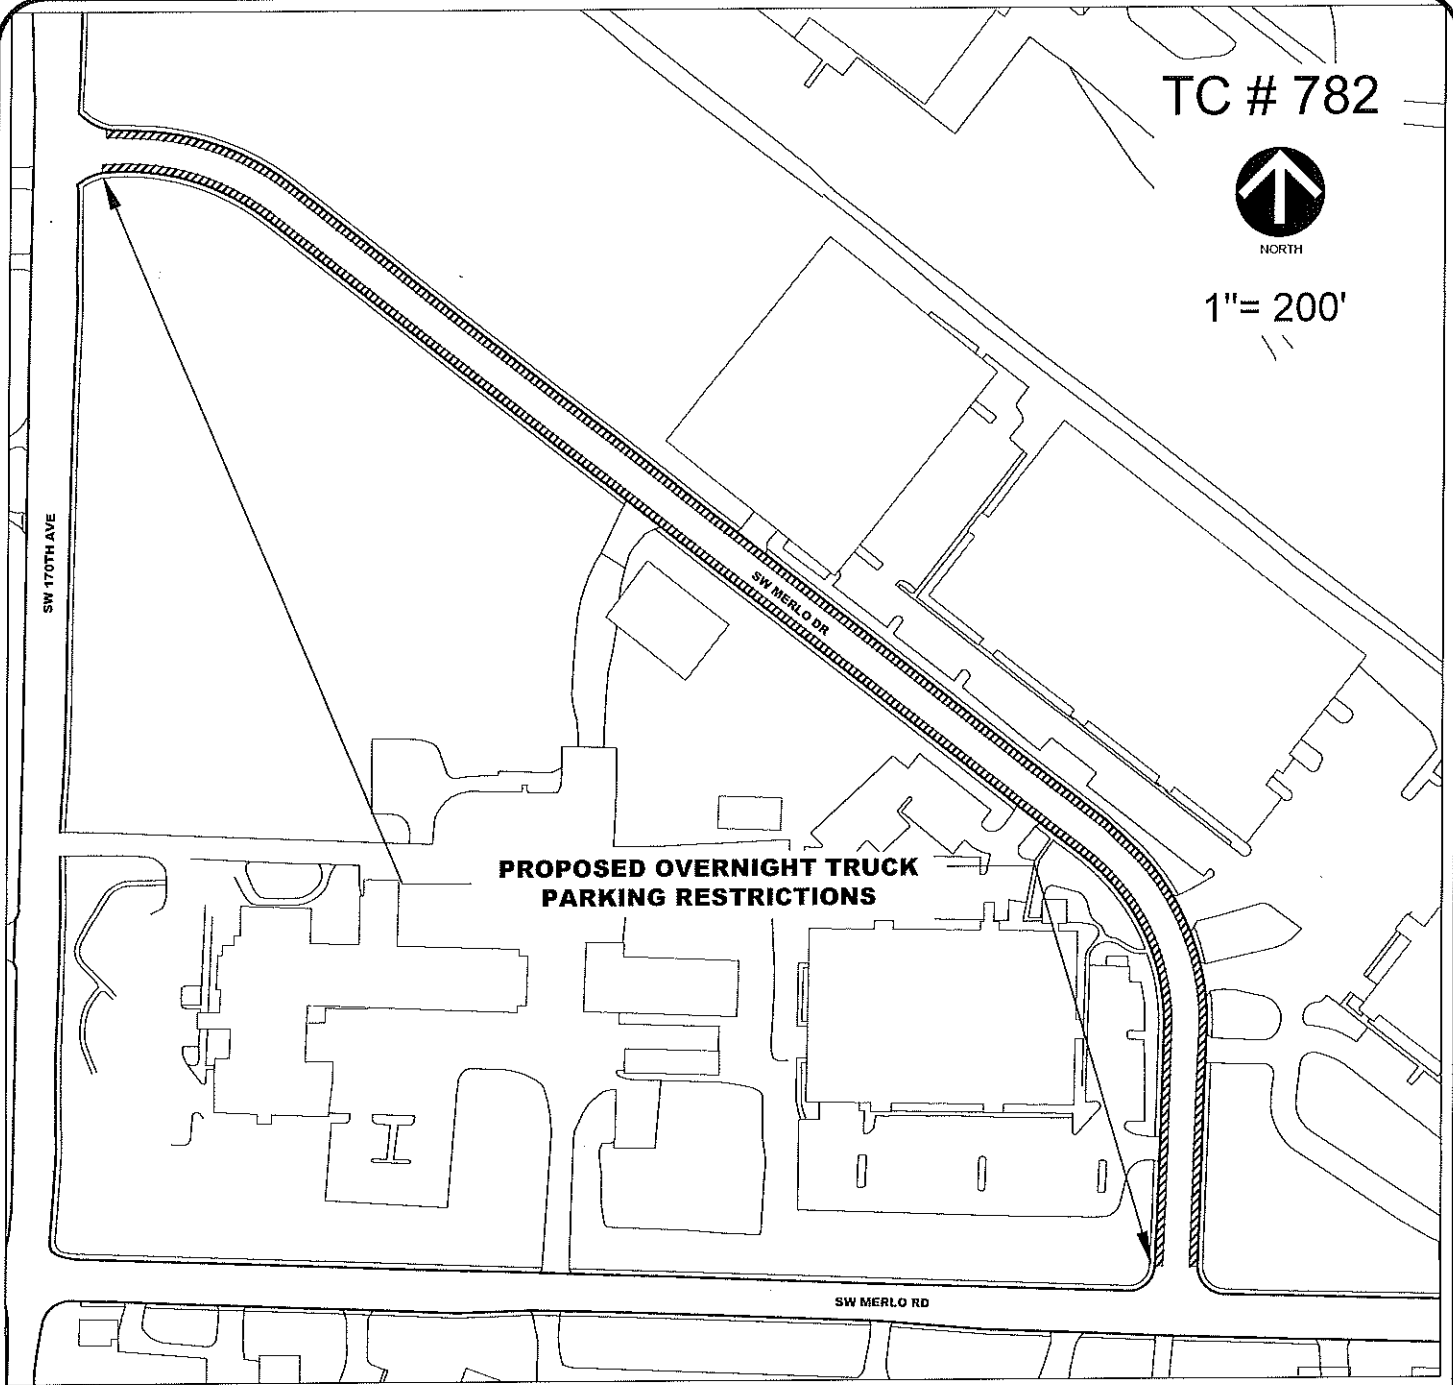 TC # 782
NORTH
1"= 200'
SW 170TH AVE
SW MERLO DR
PROPOSED OVERNIGHT TRUCK
PARKING RESTRICTIONS
SW MERLO RD